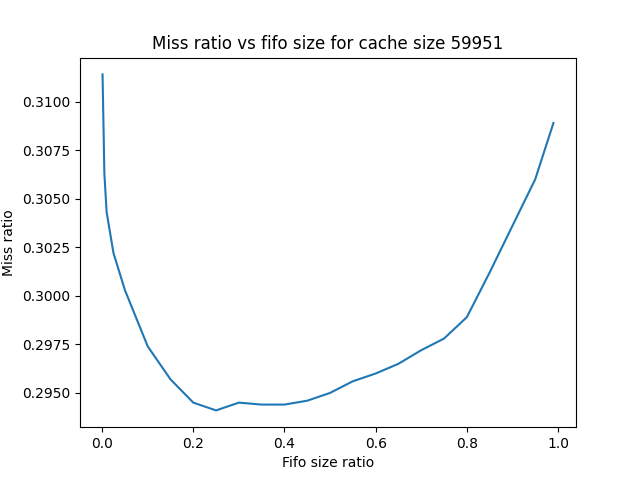 Miss ratio vs fifo size for cache size 59951
0.3100
0.3075
0.3050
0.3025
0.3000
0.2975
0.2950
Miss ratio
0.0 0.2 0.4 0.6 0.8 1.0
Fifo size ratio